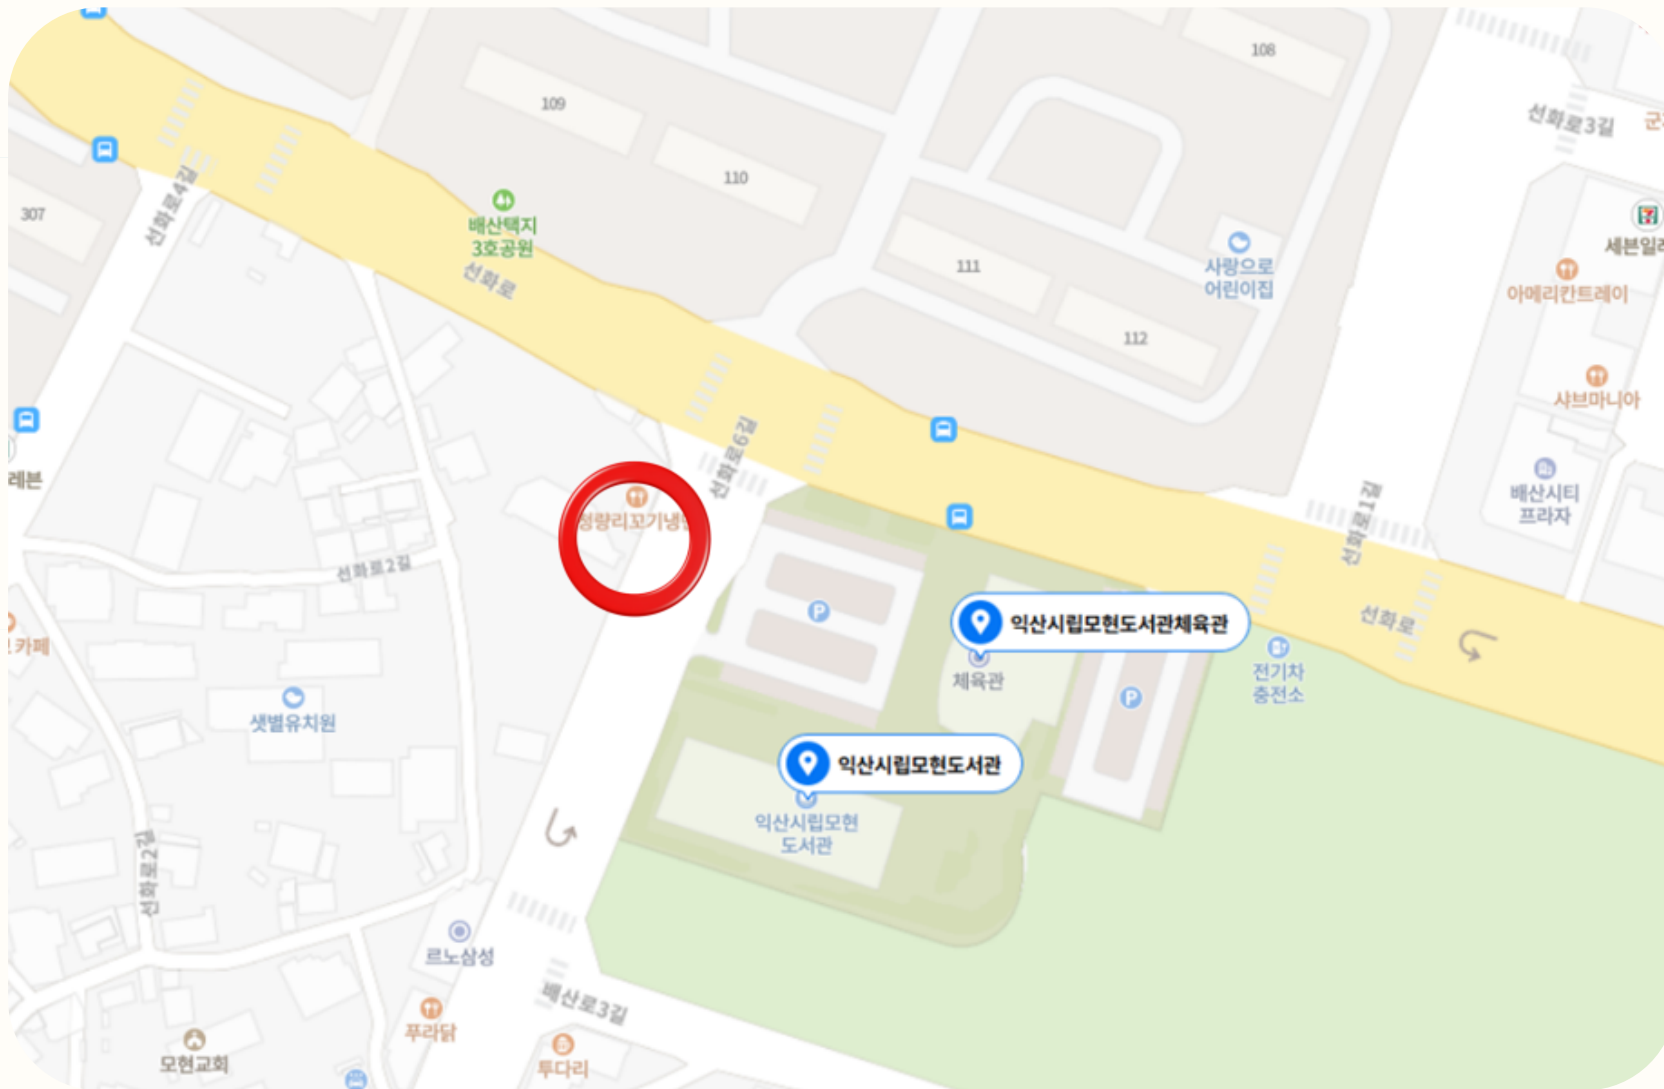 108
109
선화로3길
110
선화로4길
307
배산택지
3호공원
선화로
111
사랑으로
어린이집
아메리칸트레이
112
샤브마니아
선화로6길
레븐
배산시티
프라자
선화로1길
선화로2길
익산시립모현도서관체육관
선화로
카페
체육관
전기차
충전소
P
P
샛별유치원
익산시립모현도서관
익산시립모현
도서관
선화로2길
르노삼성
배산로3길
푸라닭
모현교회
투다리